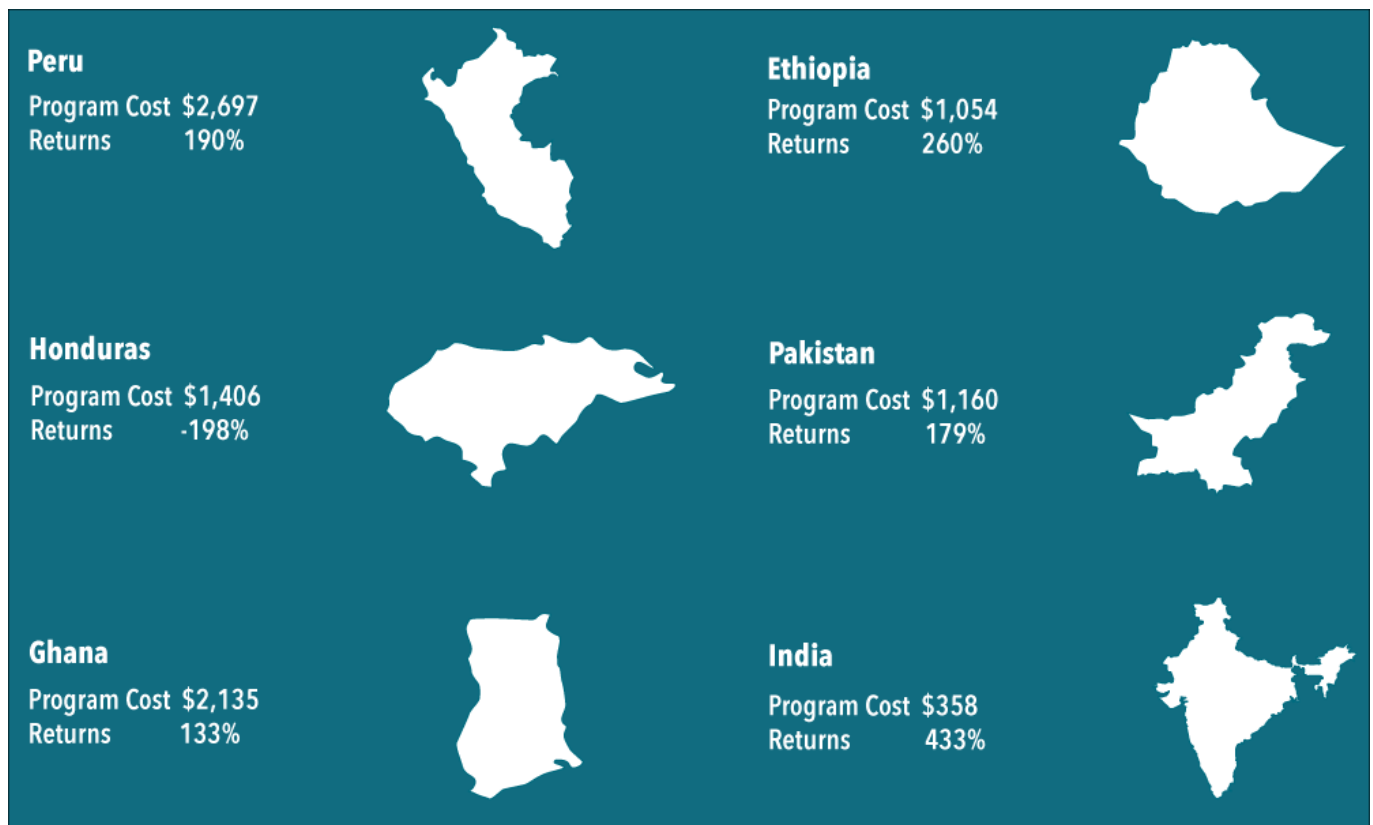 Peru
Program Cost $2,697
Returns 190%
Ethiopia
Program Cost $1,054
Returns 260%
Honduras
Program Cost $1,406
Returns -198%
Pakistan
Program Cost $1,160
Returns 179%
Ghana
Program Cost $2,135
Returns 133%
India
Program Cost $358
Returns 433%